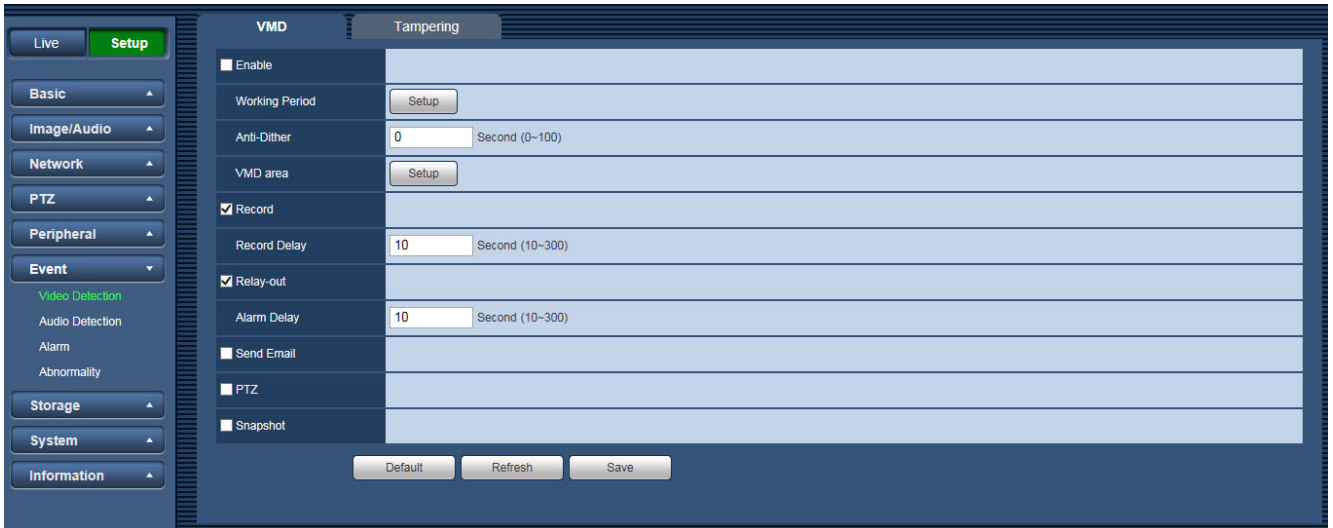 Live Setup
Basic
Image/Audio
Network
PTZ
Peripheral
Event
Video Detection
Audio Detection
Alarm
Abnormality
Storage
System
Information
VMD Tampering
Enable
Working Period Setup
Anti-Dither 0 Second (0~100)
VMD area Setup
Record
Record Delay 10 Second (10~300)
Relay-out
Alarm Delay 10 Second (10~300)
Send Email
PTZ
Snapshot
Default Refresh Save